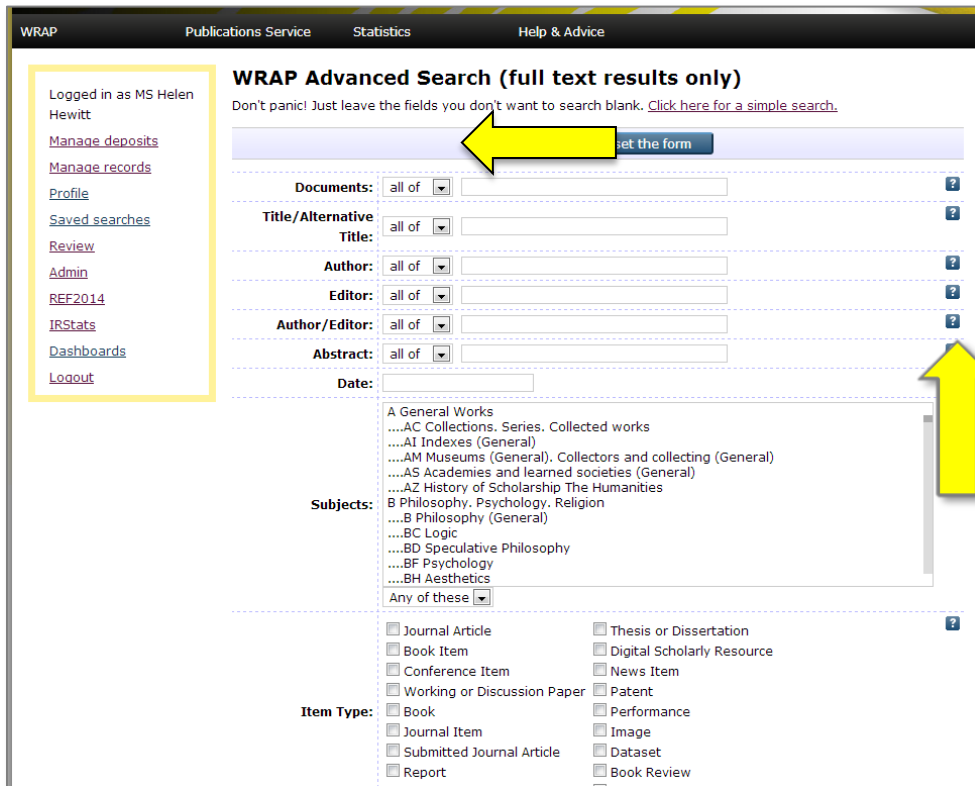 WRAP Publications Service Statistics Help & Advice
Logged in as MS Helen
Hewitt
Manage deposits
Manage records
Profile
Saved searches
Review
Admin
REF2014
IRStats
Dashboards
Logout
WRAP Advanced Search (full text results only)
Don't panic! Just leave the fields you don't want to search blank. Click here for a simple search.
set the form
Documents: all of ?
Title/Alternative
Title: all of ?
Author: all of ?
Editor: all of ?
Author/Editor: all of ?
Abstract: all of
Date:
Subjects:
A General Works
....AC Collections. Series. Collected works
....AI Indexes (General)
....AM Museums (General). Collectors and collecting (General)
....AS Academies and learned societies (General)
....AZ History of Scholarship The Humanities
B Philosophy. Psychology. Religion
....B Philosophy (General)
....BC Logic
....BD Speculative Philosophy
....BF Psychology
....BH Aesthetics
Any of these
Item Type: ?
Journal Article Thesis or Dissertation
Book Item Digital Scholarly Resource
Conference Item News Item
Working or Discussion Paper Patent
Book Performance
Journal Item Image
Submitted Journal Article Dataset
Report Book Review